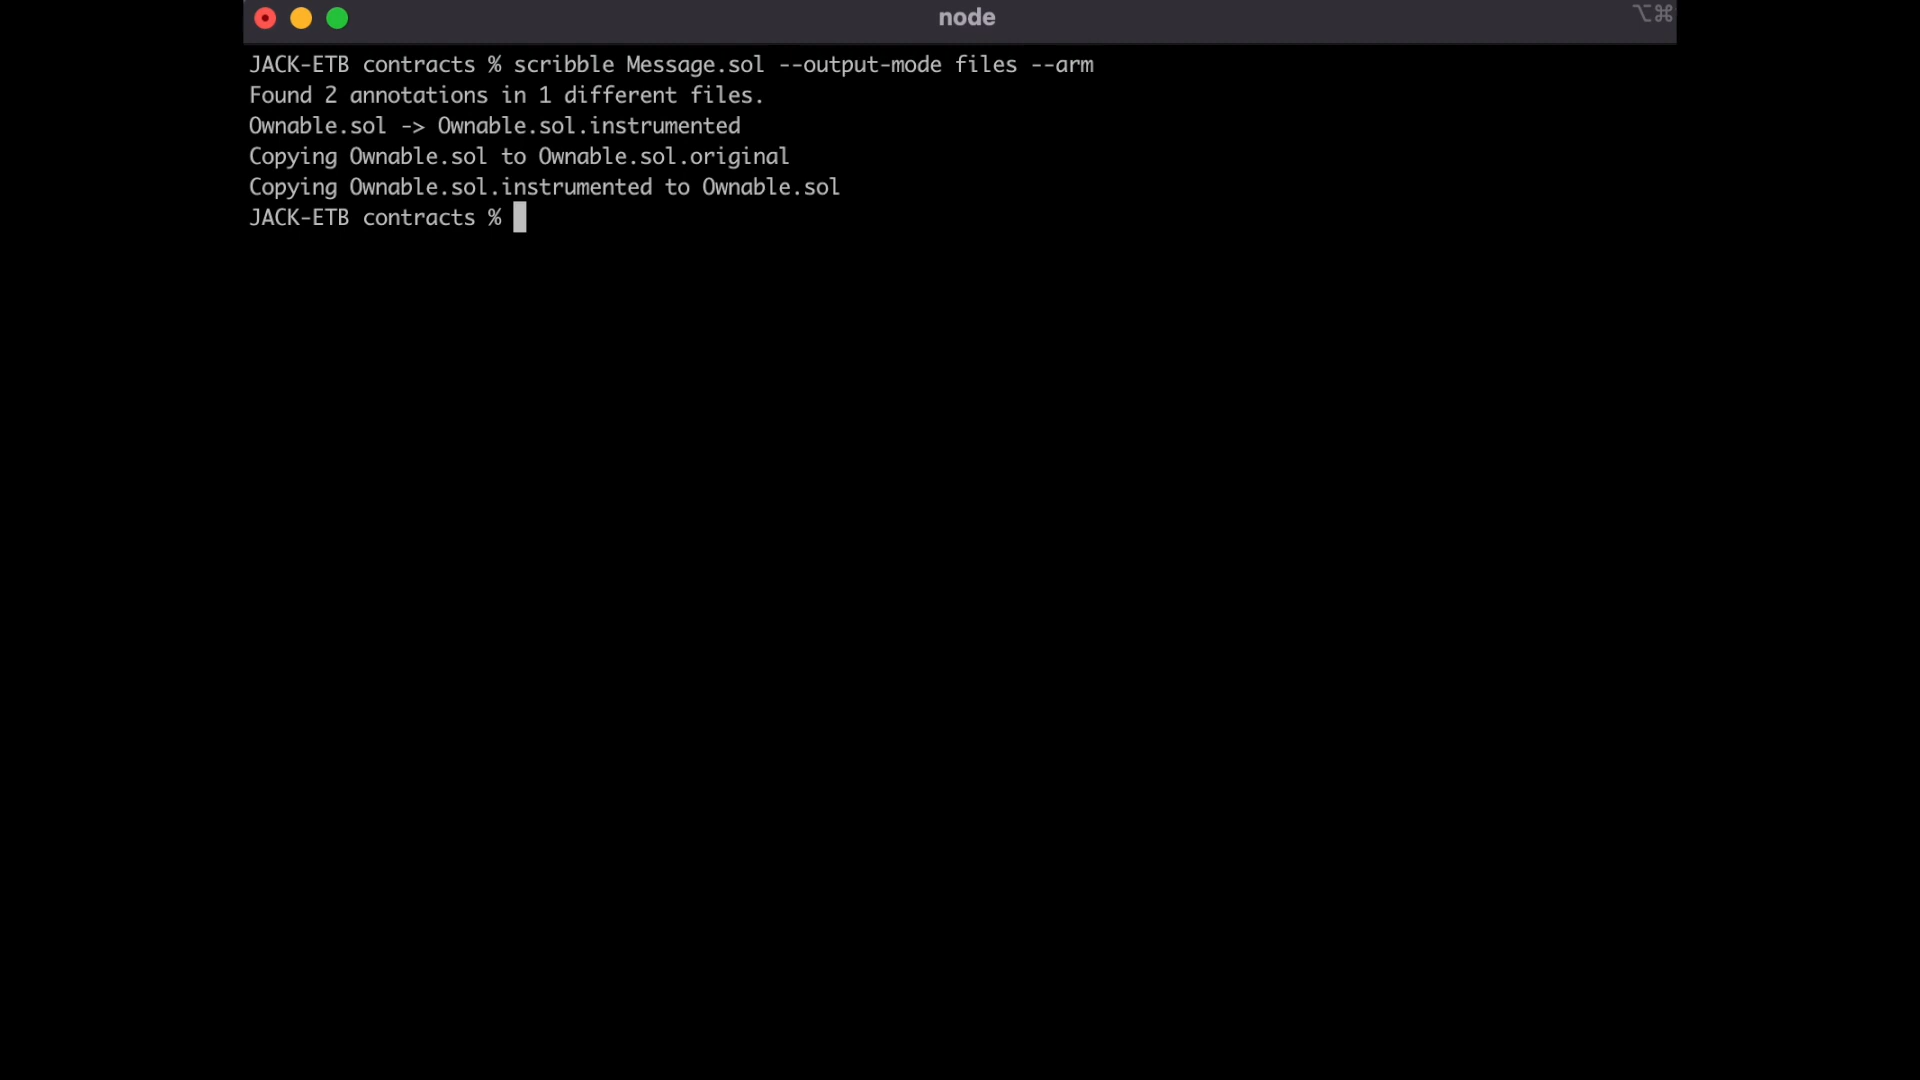 node
⌥⌘
JACK-ETB contracts % scribble Message.sol --output-mode files --arm
Found 2 annotations in 1 different files.
Ownable.sol -> Ownable.sol.instrumented
Copying Ownable.sol to Ownable.sol.original
Copying Ownable.sol.instrumented to Ownable.sol
JACK-ETB contracts %